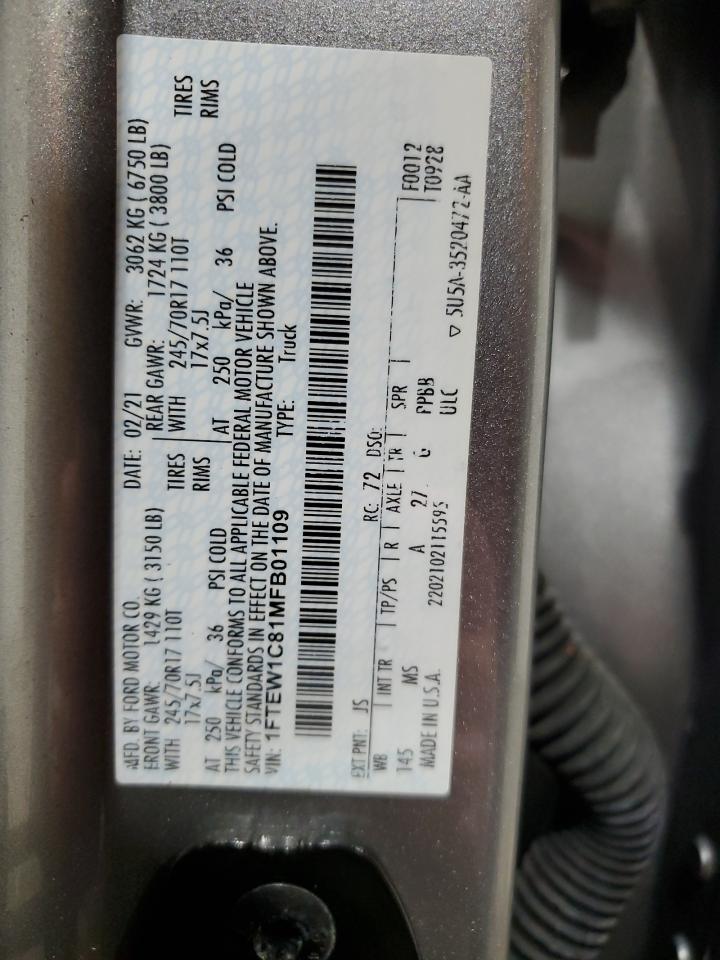 MFD. BY FORD MOTOR CO.
DATE: 02/21 GVWR: 3062 KG ( 6750 LB)
FRONT GAWR: 1429 KG ( 3150 LB) REAR GAWR: 1724 KG ( 3800 LB)
WITH 245/70R17 110T TIRES WITH 245/70R17 110T TIRES
17x7.5J RIMS 17x7.5J RIMS
AT 250 kPa/ 36 PSI COLD AT 250 kPa/ 36 PSI COLD
THIS VEHICLE CONFORMS TO ALL APPLICABLE FEDERAL MOTOR VEHICLE
SAFETY STANDARDS IN EFFECT ON THE DATE OF MANUFACTURE SHOWN ABOVE.
VIN: 1FTEW1C81MFB01109 TYPE: Truck
EXT PNT: JS RC: 72 DSO:
WB INT TR TP/PS R AXLE TR SPR F0012
145 MS A 27 6 PPBB T0928
MADE IN U.S.A. 2202102115595 ULC
▽ 5U5A-3520472-AA